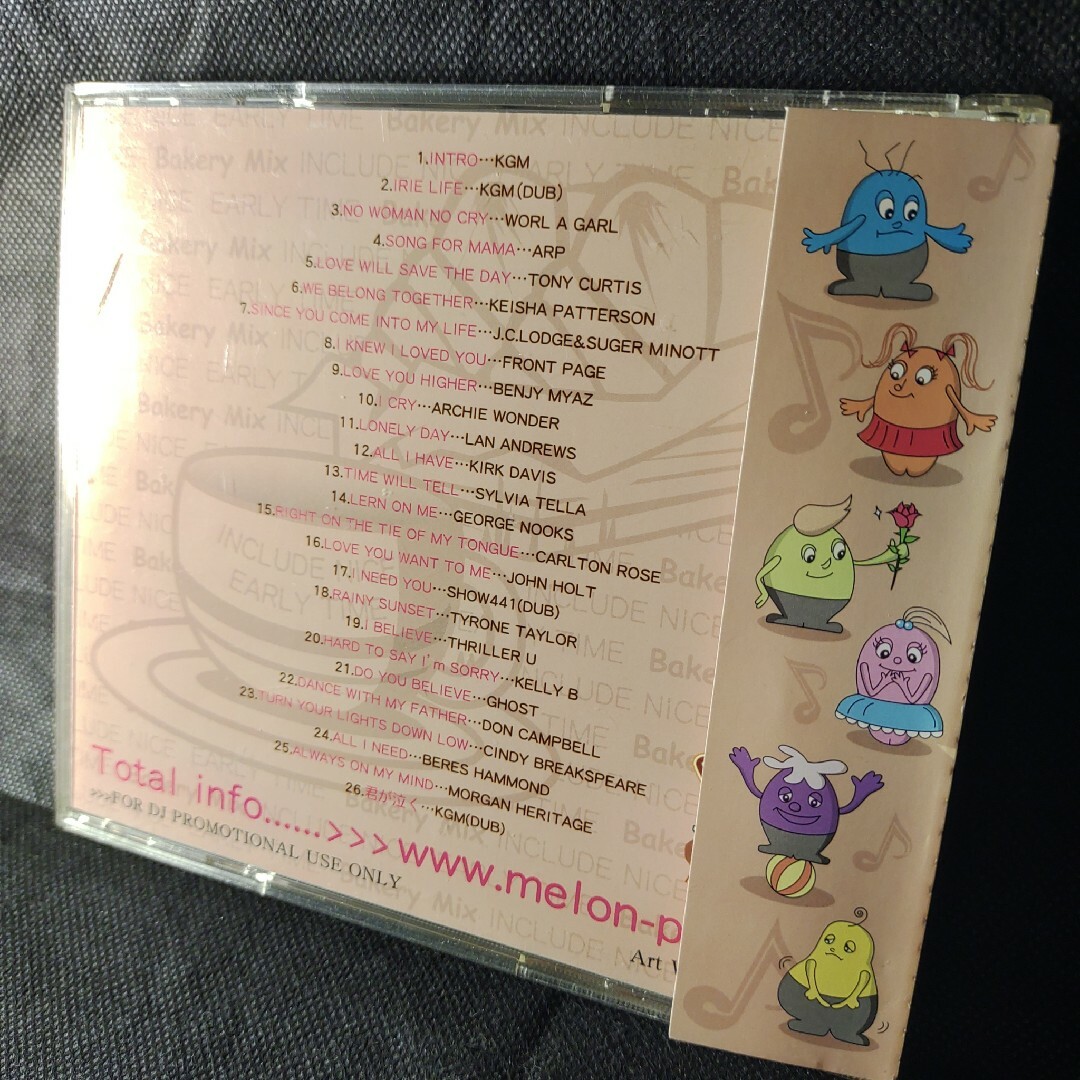 1.INTRO…KGM
2.IRIE LIFE…KGM(DUB)
3.NO WOMAN NO CRY…WORL A GARL
4.SONG FOR MAMA…ARP
5.LOVE WILL SAVE THE DAY…TONY CURTIS
6.WE BELONG TOGETHER…KEISHA PATTERSON
7.SINCE YOU COME INTO MY LIFE…J.C.LODGE&SUGER MINOTT
8.I KNEW I LOVED YOU…FRONT PAGE
9.LOVE YOU HIGHER…BENJY MYAZ
10.I CRY…ARCHIE WONDER
11.LONELY DAY…LAN ANDREWS
12.ALL I HAVE…KIRK DAVIS
13.TIME WILL TELL…SYLVIA TELLA
14.LERN ON ME…GEORGE NOOKS
15.RIGHT ON THE TIE OF MY TONGUE…CARLTON ROSE
16.LOVE YOU WANT TO ME…JOHN HOLT
17.I NEED YOU…SHOW441(DUB)
18.RAINY SUNSET…TYRONE TAYLOR
19.I BELIEVE…THRILLER U
20.HARD TO SAY I'm SORRY…KELLY B
21.DO YOU BELIEVE…GHOST
22.DANCE WITH MY FATHER…DON CAMPBELL
23.TURN YOUR LIGHTS DOWN LOW…CINDY BREAKSPEARE
24.ALL I NEED…BERES HAMMOND
25.ALWAYS ON MY MIND…MORGAN HERITAGE
26.君が泣く…KGM(DUB)
Total info......>>>www.melon-p
>>>FOR DJ PROMOTIONAL USE ONLY
Art